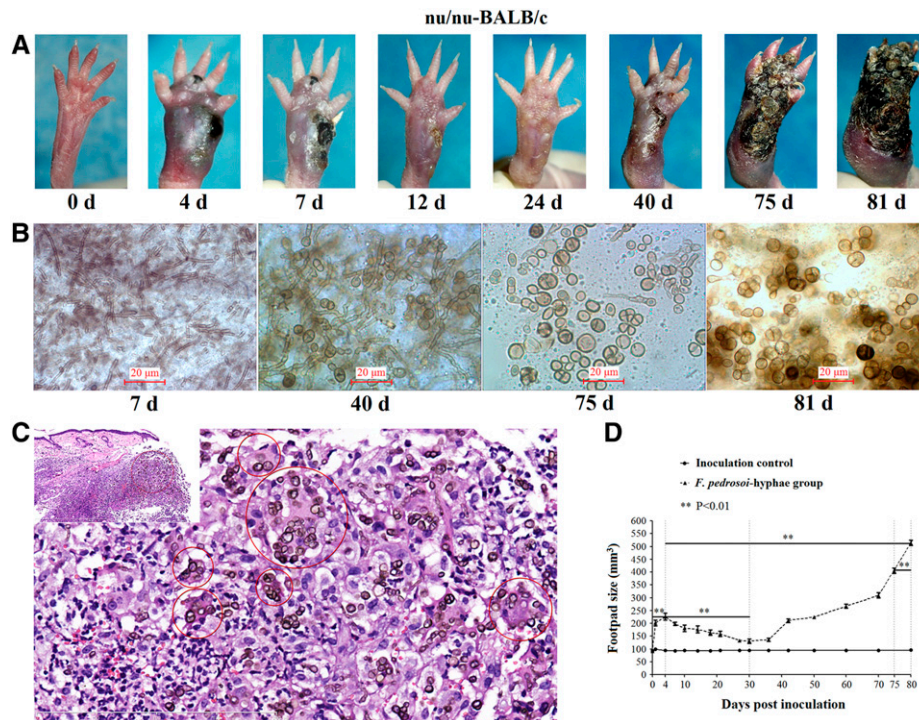 nu/nu-BALB/c
A
0 d
4 d
7 d
12 d
24 d
40 d
75 d
81 d
B
20 μm
20 μm
20 μm
20 μm
7 d
40 d
75 d
81 d
C
D
Inoculation control
F. pedrosoi-hyphae group
** P<0.01
Footpad size (mm³)
600
550
500
450
400
350
300
250
200
150
100
50
0
**
**
**
**
0 4 10 20 30 40 50 60 70 75 80
Days post inoculation